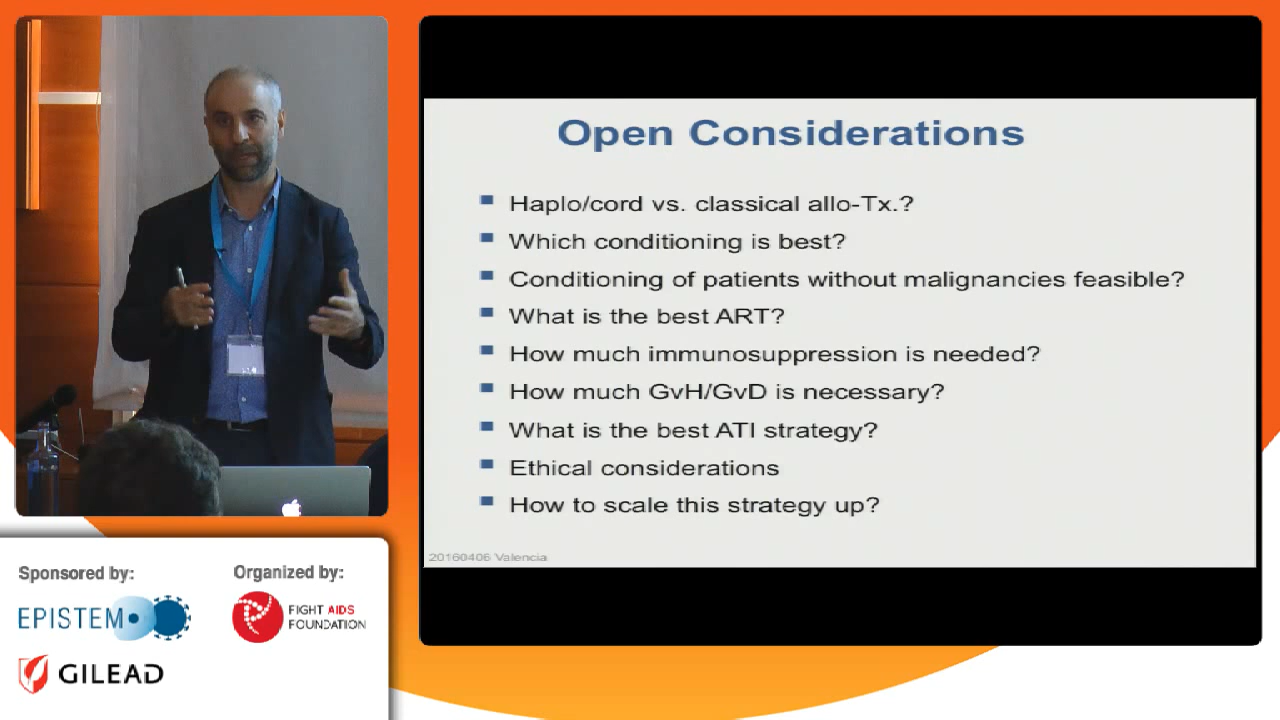 Open Considerations
Haplo/cord vs. classical allo-Tx.?
Which conditioning is best?
Conditioning of patients without malignancies feasible?
What is the best ART?
How much immunosuppression is needed?
How much GvH/GvD is necessary?
What is the best ATI strategy?
Ethical considerations
How to scale this strategy up?
20160406 Valencia
Sponsored by:
EPISTEM
GILEAD
Organized by:
FIGHT AIDS
FOUNDATION